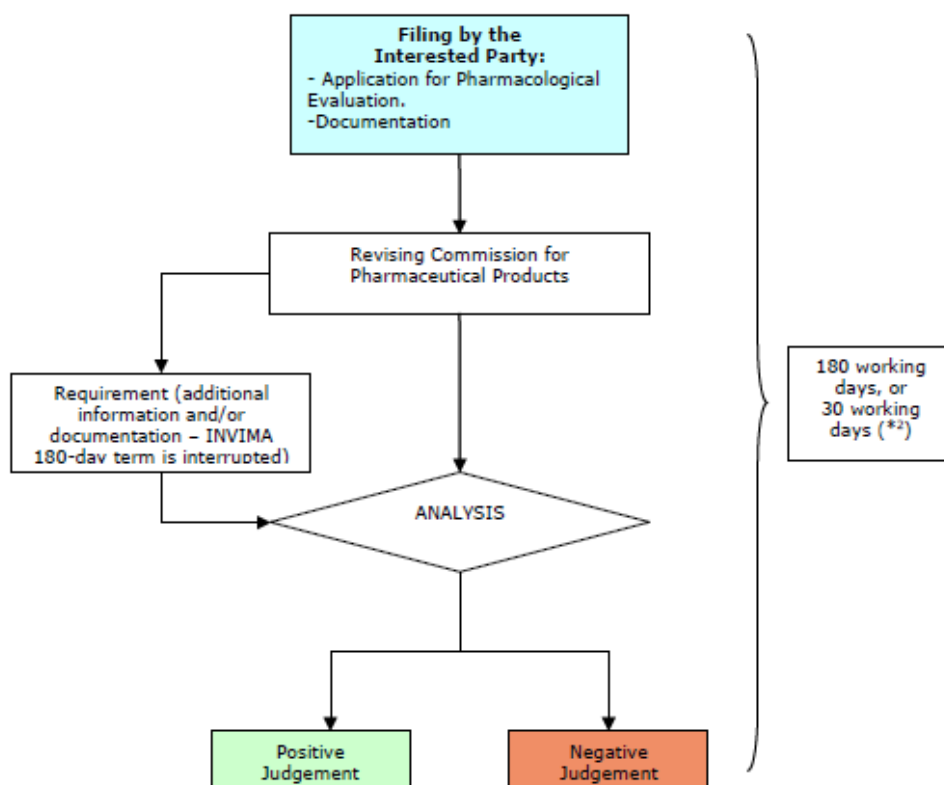 Filing by the
Interested Party:
- Application for Pharmacological
Evaluation.
-Documentation
Revising Commission for
Pharmaceutical Products
Requirement (additional
information and/or
documentation – INVIMA
180-day term is interrupted)
180 working
days, or
30 working
days (*2)
ANALYSIS
Positive
Judgement
Negative
Judgement